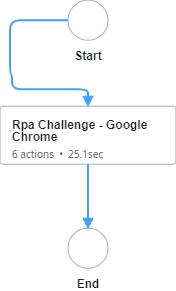 Start
Rpa Challenge - Google
Chrome
6 actions • 25.1sec
End